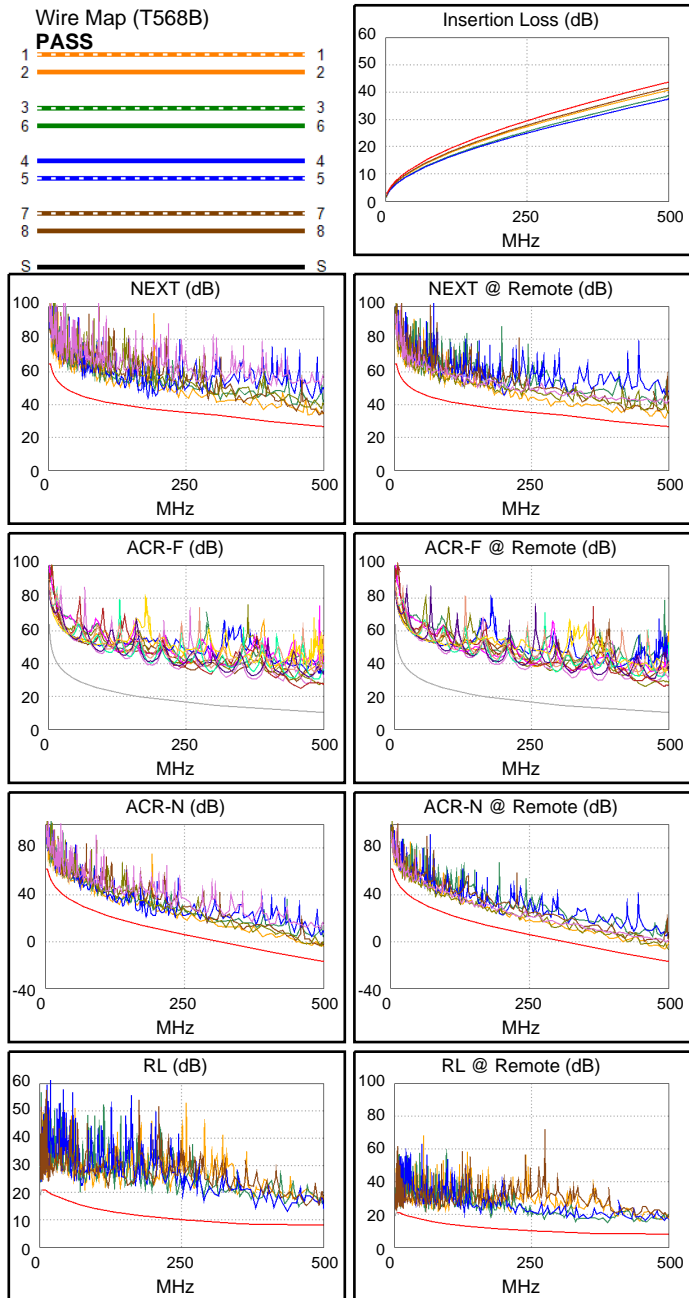 Wire Map (T568B)
PASS
1 1
2 2
3 3
6 6
4 4
5 5
7 7
8 8
S S
Insertion Loss (dB)
60
50
40
30
20
10
0
0 250 500
MHz
NEXT (dB)
100
80
60
40
20
0
0 250 500
MHz
NEXT @ Remote (dB)
100
80
60
40
20
0
0 250 500
MHz
ACR-F (dB)
100
80
60
40
20
0
0 250 500
MHz
ACR-F @ Remote (dB)
100
80
60
40
20
0
0 250 500
MHz
ACR-N (dB)
80
40
0
-40
0 250 500
MHz
ACR-N @ Remote (dB)
80
40
0
-40
0 250 500
MHz
RL (dB)
60
50
40
30
20
10
0
0 250 500
MHz
RL @ Remote (dB)
100
80
60
40
20
0
0 250 500
MHz